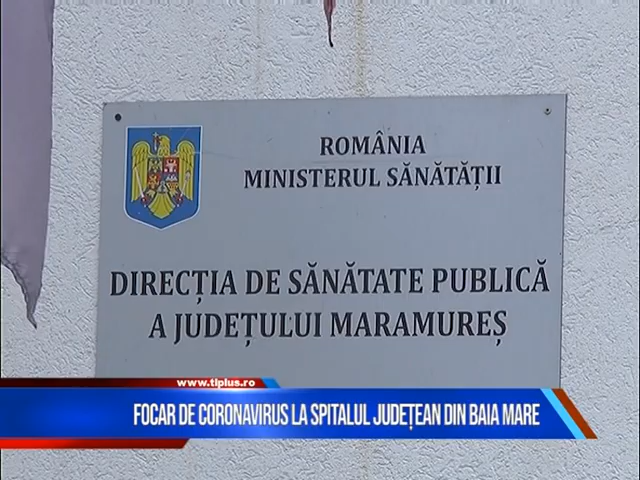 ROMÂNIA
MINISTERUL SĂNĂTĂȚII
DIRECȚIA DE SĂNĂTATE PUBLICĂ
A JUDEȚULUI MARAMUREȘ
www.tlplus.ro
FOCAR DE CORONAVIRUS LA SPITALUL JUDEȚEAN DIN BAIA MARE